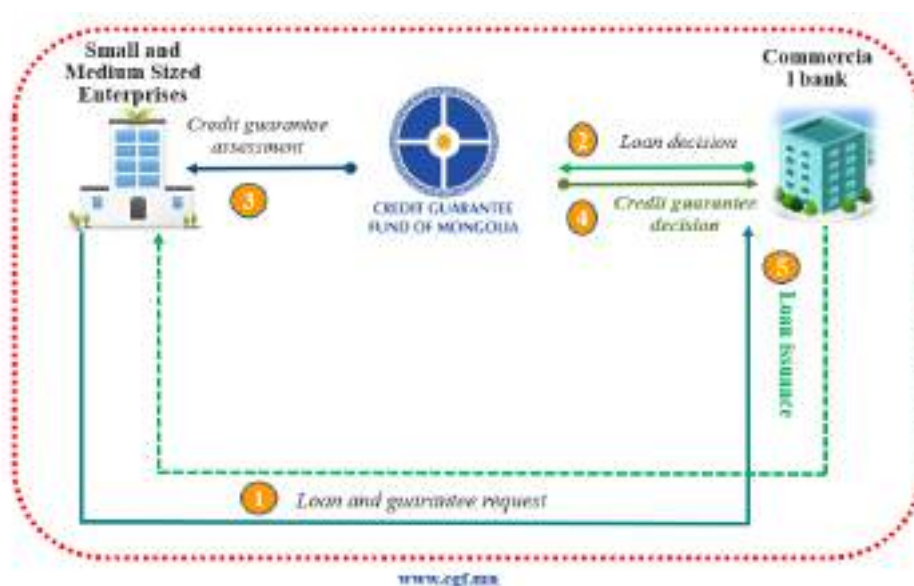 Small and
Medium Sized
Enterprises
Commercia
l bank
Credit guarantee
assessment
3
CREDIT GUARANTEE
FUND OF MONGOLIA
2
Loan decision
4
Credit guarantee
decision
5
Loan issuance
1
Loan and guarantee request
www.cgf.mn